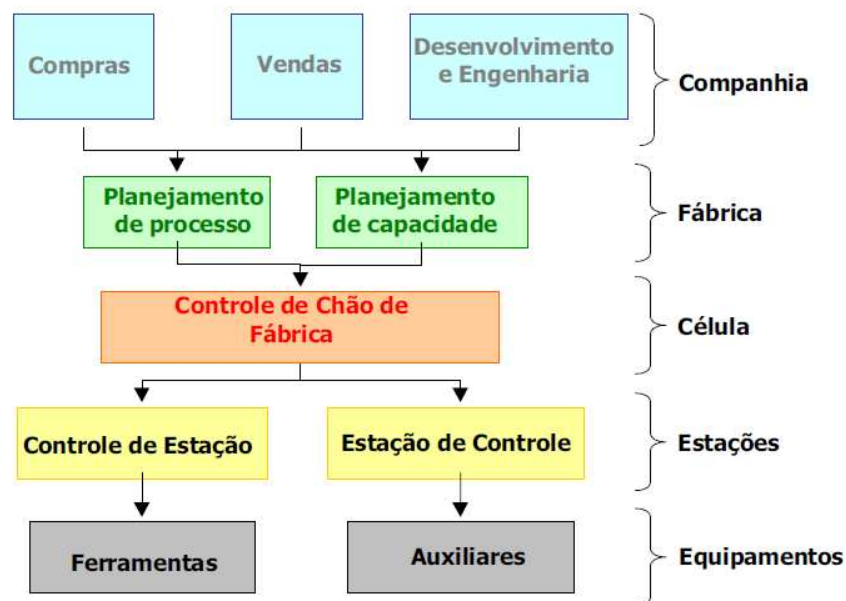 Compras
Vendas
Desenvolvimento
e Engenharia
Companhia
Planejamento
de processo
Planejamento
de capacidade
Fábrica
Controle de Chão de
Fábrica
Célula
Controle de Estação
Estação de Controle
Estações
Ferramentas
Auxiliares
Equipamentos